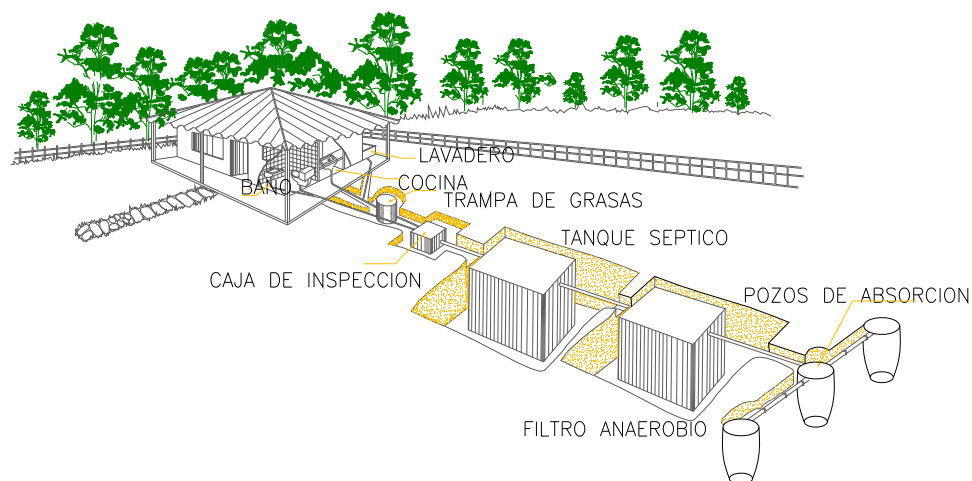 LAVADERO
COCINA
BAÑO
TRAMPA DE GRASAS
TANQUE SEPTICO
CAJA DE INSPECCION
POZOS DE ABSORCION
FILTRO ANAEROBIO